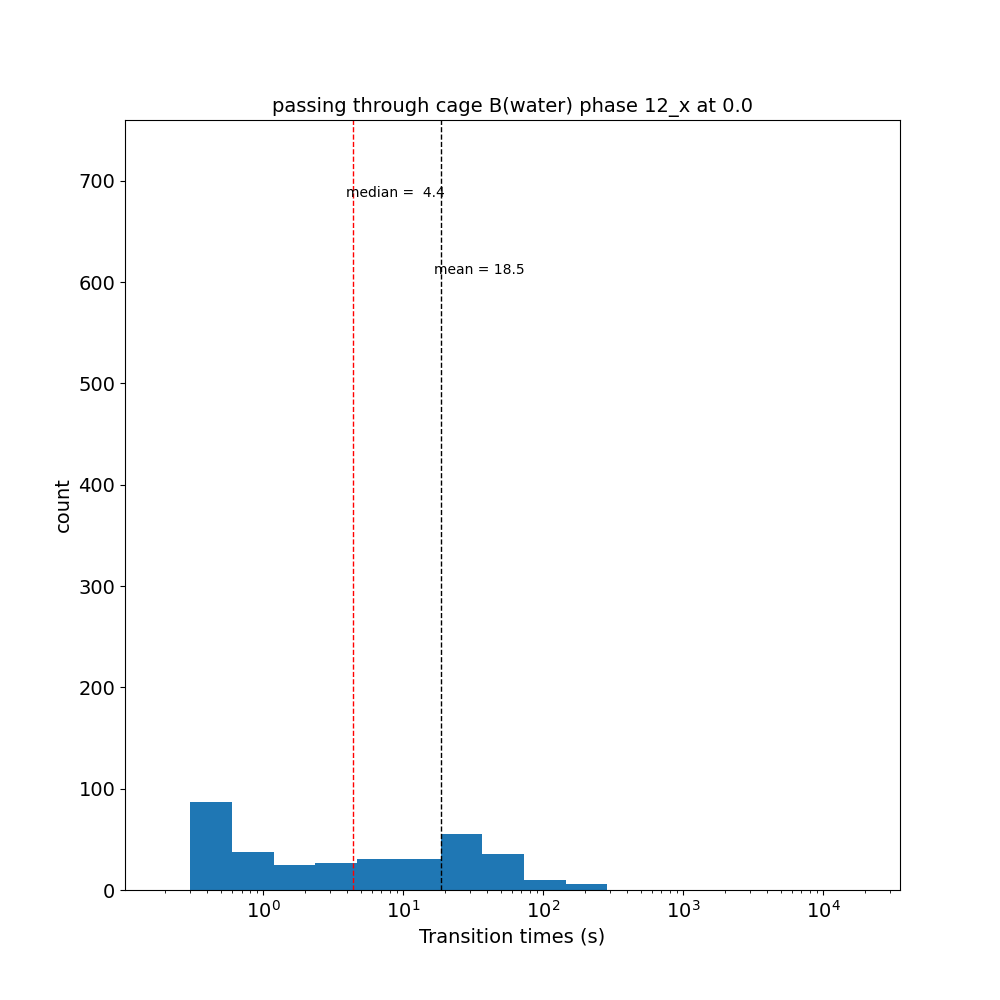 passing through cage B(water) phase 12_x at 0.0
700
600
500
400
300
200
100
0
count
median =  4.4
mean = 18.5
10^0 10^1 10^2 10^3 10^4
Transition times (s)